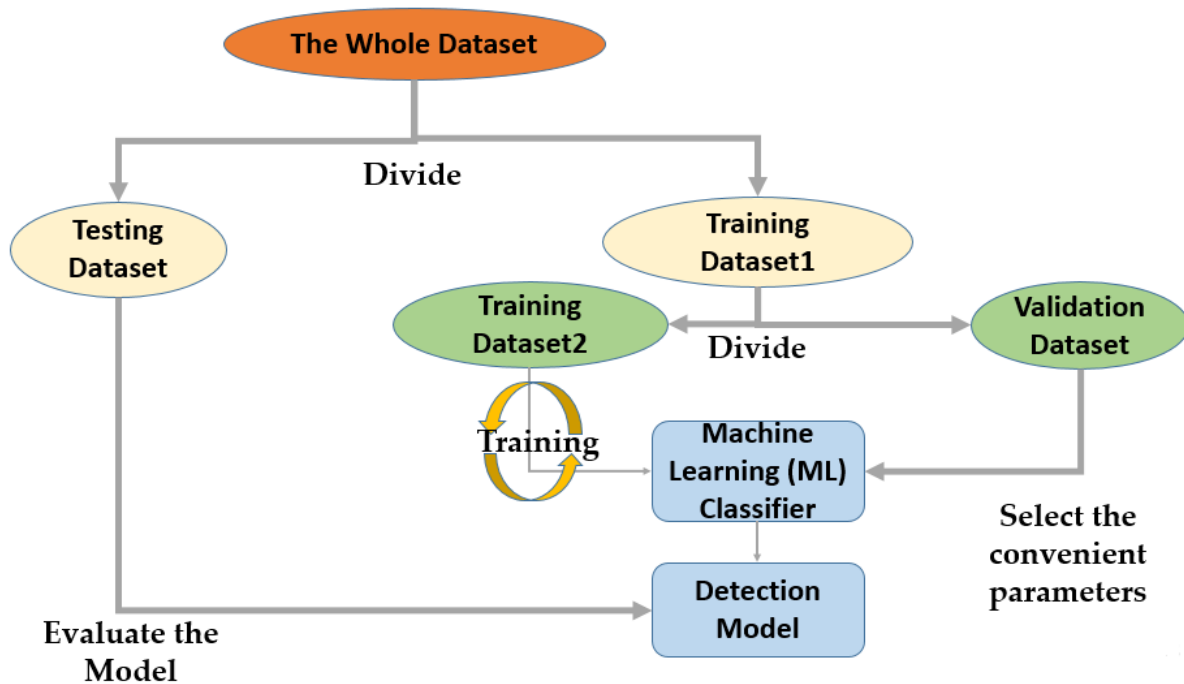 The Whole Dataset
Divide
Testing
Dataset
Training
Dataset1
Training
Dataset2
Divide
Validation
Dataset
Training
Machine
Learning (ML)
Classifier
Select the
convenient
parameters
Detection
Model
Evaluate the
Model